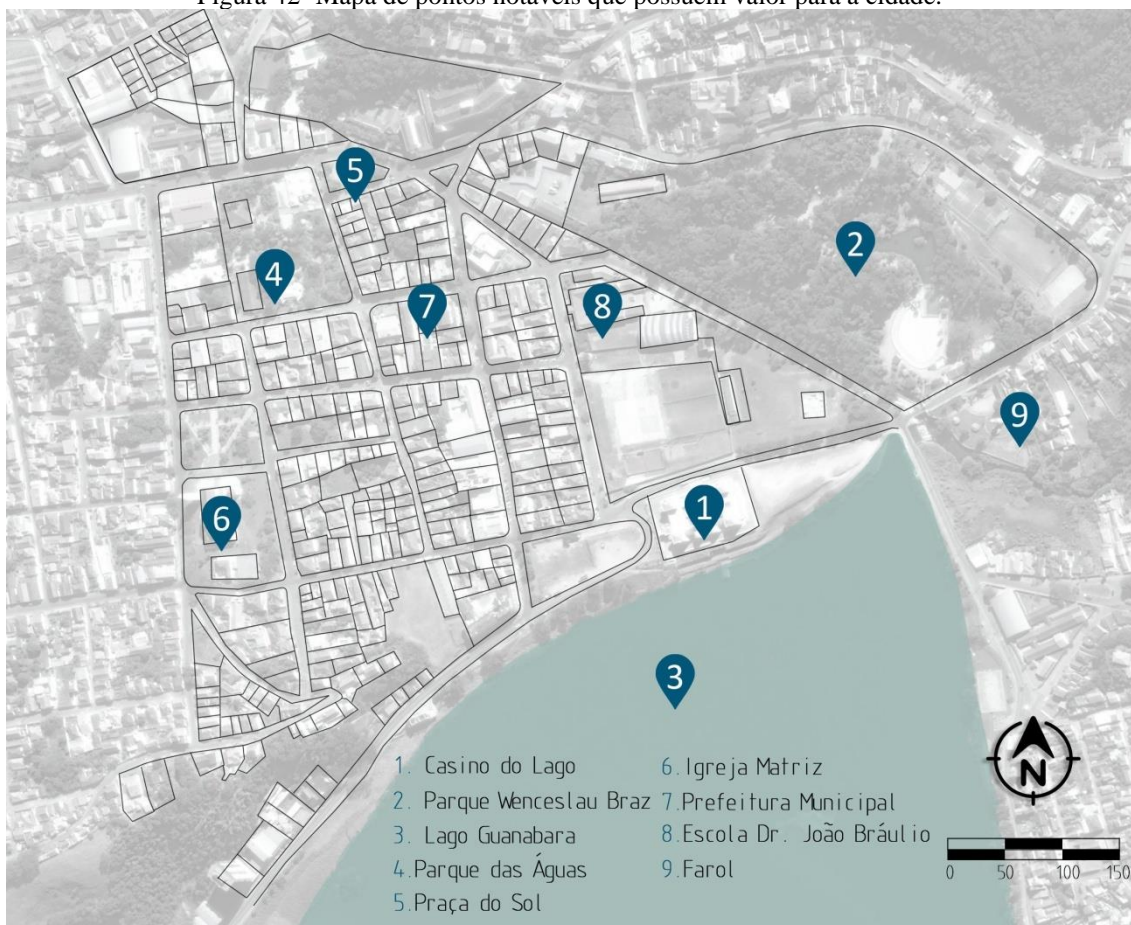 Figura 42- Mapa de pontos notáveis que possuem valor para a cidade.
5
2
4
7
8
9
1
6
3
1. Casino do Lago
2. Parque Wenceslau Braz
3. Lago Guanabara
4. Parque das Águas
5. Praça do Sol
6. Igreja Matriz
7. Prefeitura Municipal
8. Escola Dr. João Bráulio
9. Farol
N
0 50 100 150